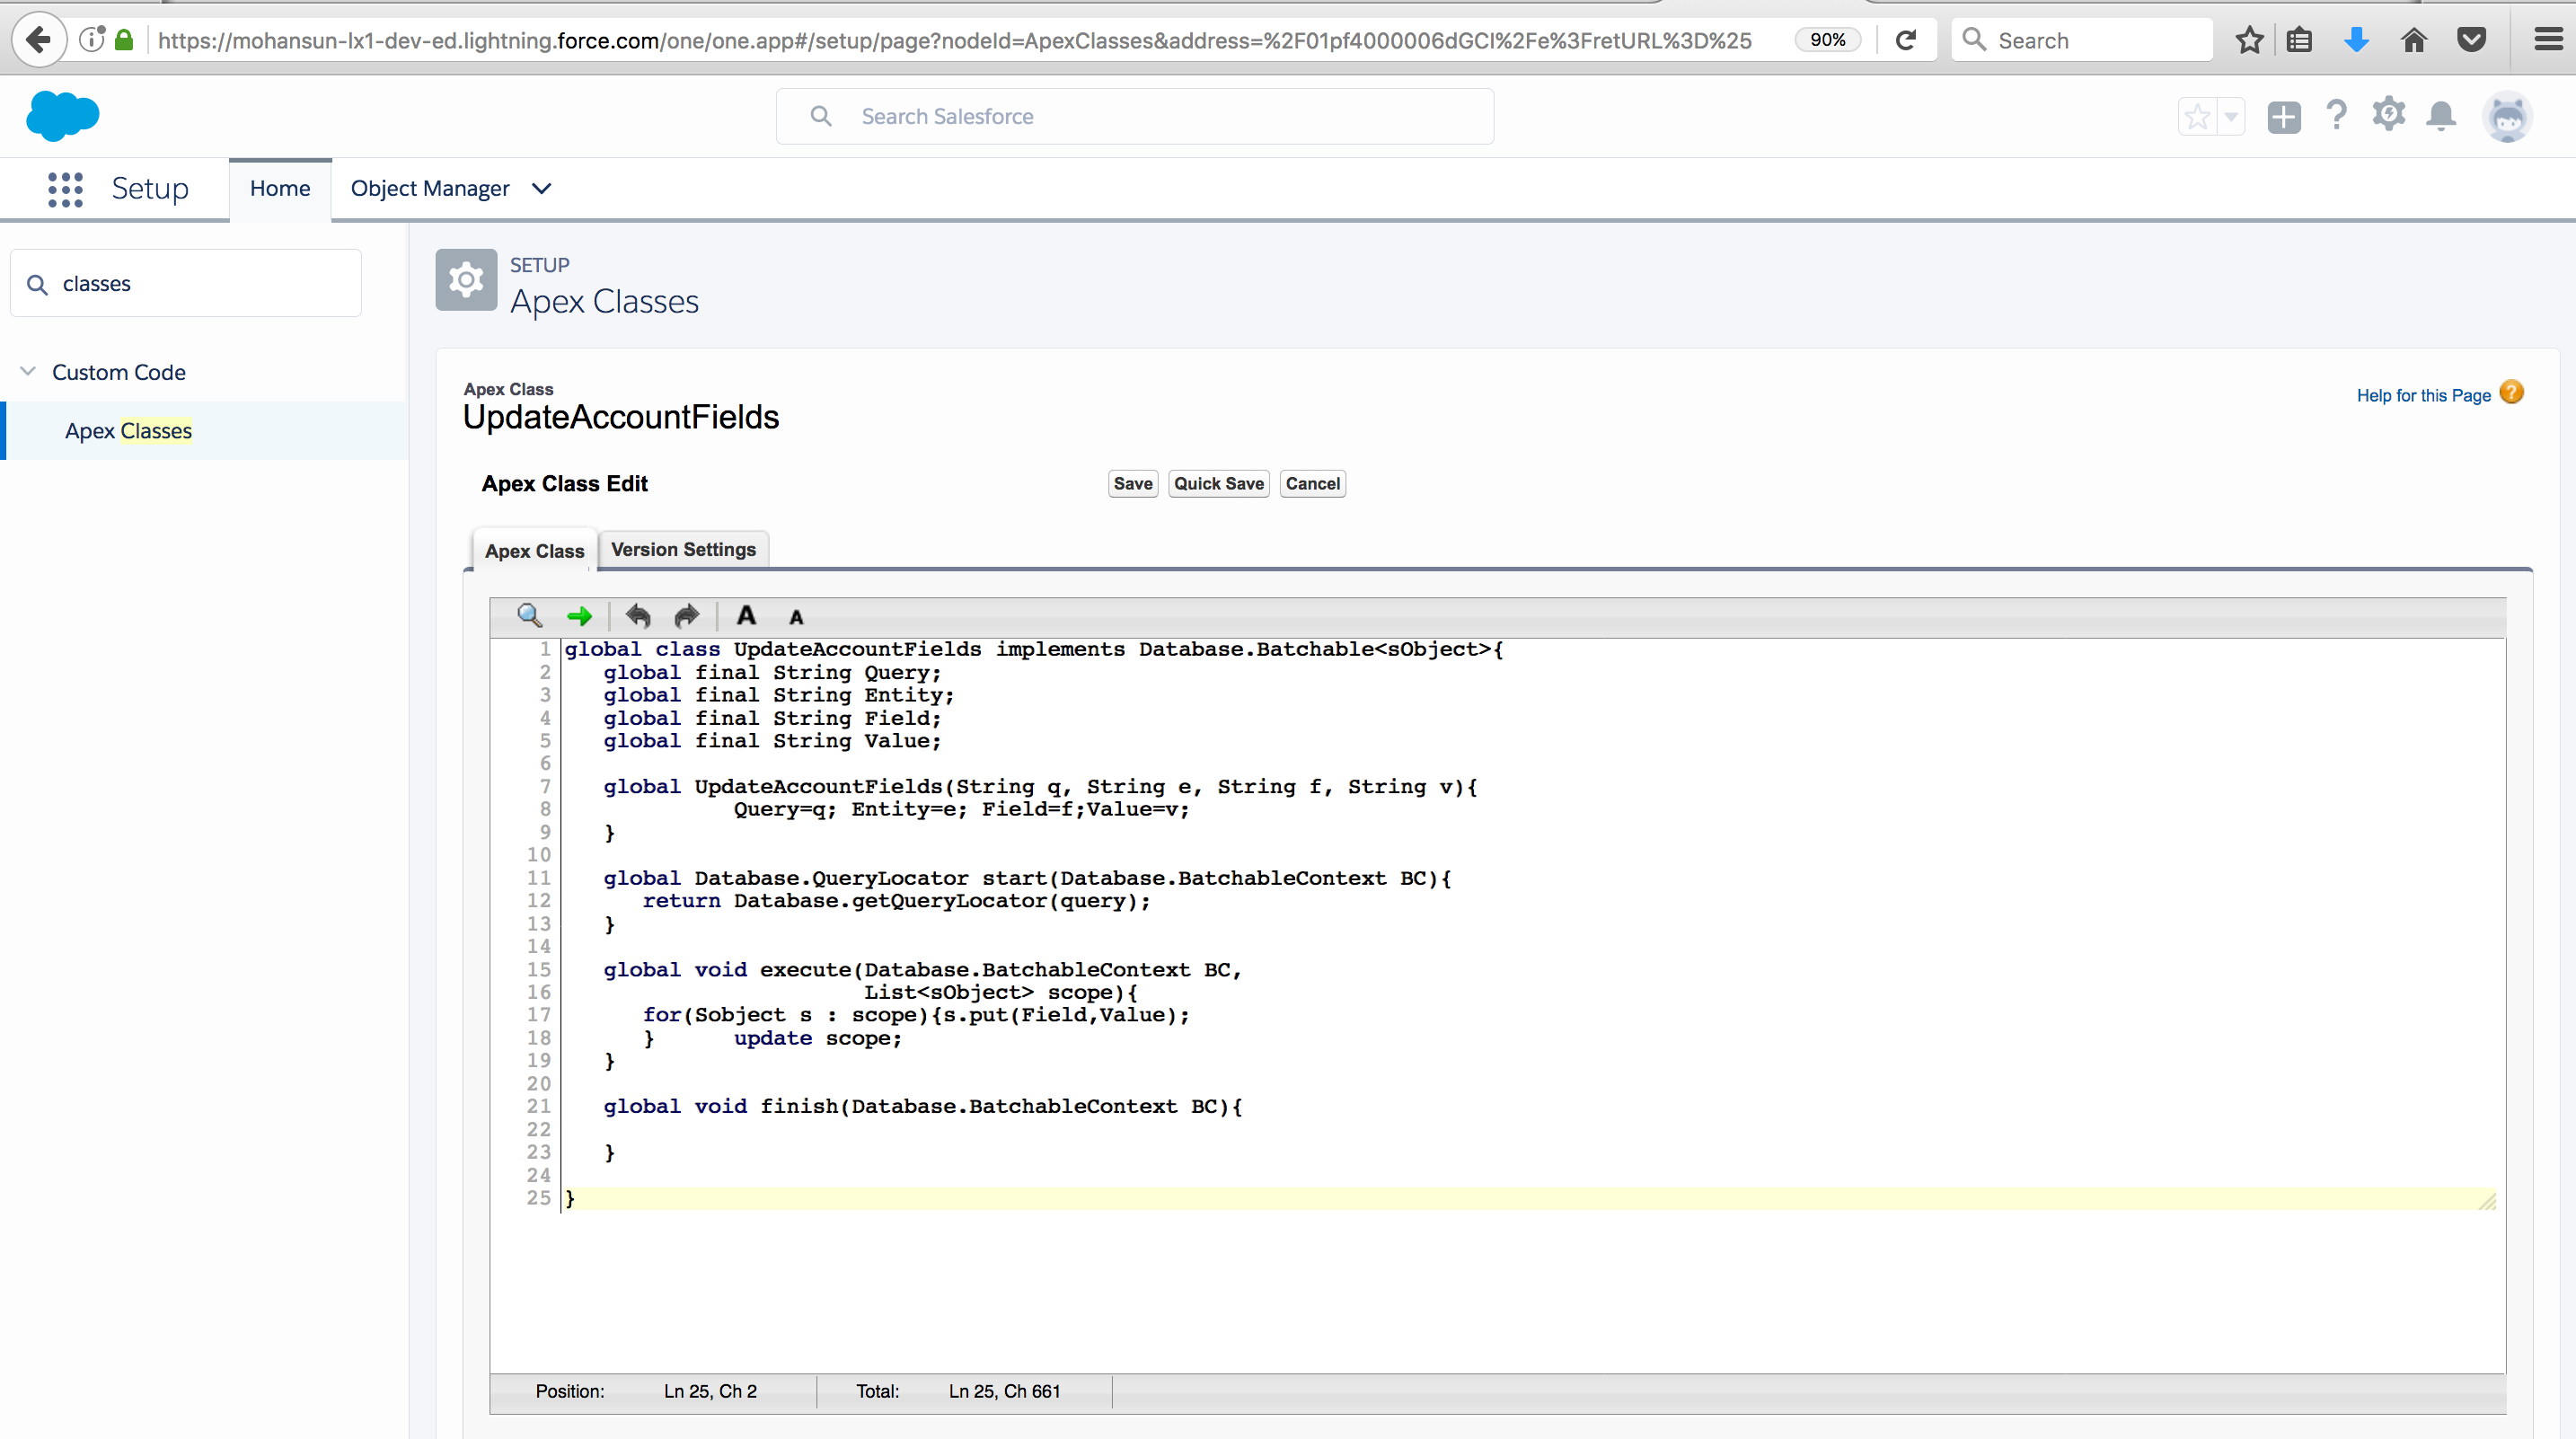 https://mohansun-lx1-dev-ed.lightning.force.com/one/one.app#/setup/page?nodeId=ApexClasses&address=%2F01pf4000006dGCI%2Fe%3FretURL%3D%25 90% Search
Search Salesforce
Setup Home Object Manager
classes
Custom Code
Apex Classes
SETUP
Apex Classes
Apex Class
UpdateAccountFields
Help for this Page ?
Apex Class Edit Save Quick Save Cancel
Apex Class Version Settings
A A
1 global class UpdateAccountFields implements Database.Batchable<sObject>{
2    global final String Query;
3    global final String Entity;
4    global final String Field;
5    global final String Value;
6
7    global UpdateAccountFields(String q, String e, String f, String v){
8              Query=q; Entity=e; Field=f;Value=v;
9    }
10
11    global Database.QueryLocator start(Database.BatchableContext BC){
12       return Database.getQueryLocator(query);
13    }
14
15    global void execute(Database.BatchableContext BC,
16                        List<sObject> scope){
17       for(Sobject s : scope){s.put(Field,Value);
18       }      update scope;
19    }
20
21    global void finish(Database.BatchableContext BC){
22
23    }
24
25 }
Position: Ln 25, Ch 2 Total: Ln 25, Ch 661